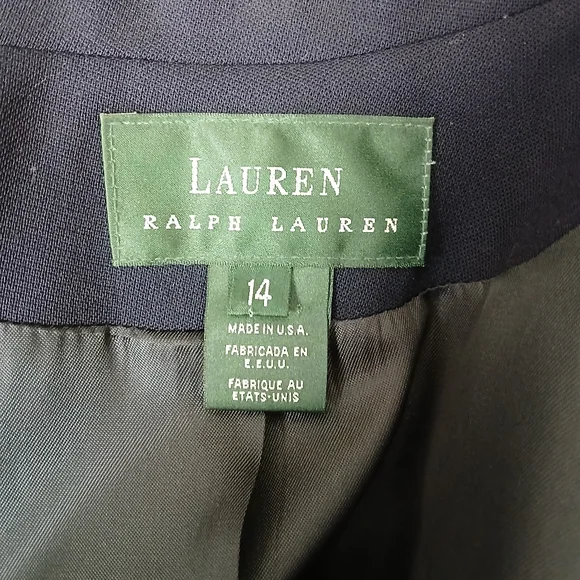 LAUREN
RALPH LAUREN
14
MADE IN U.S.A.
FABRICADA EN
E.E.U.U.
FABRIQUE AU
ETATS-UNIS